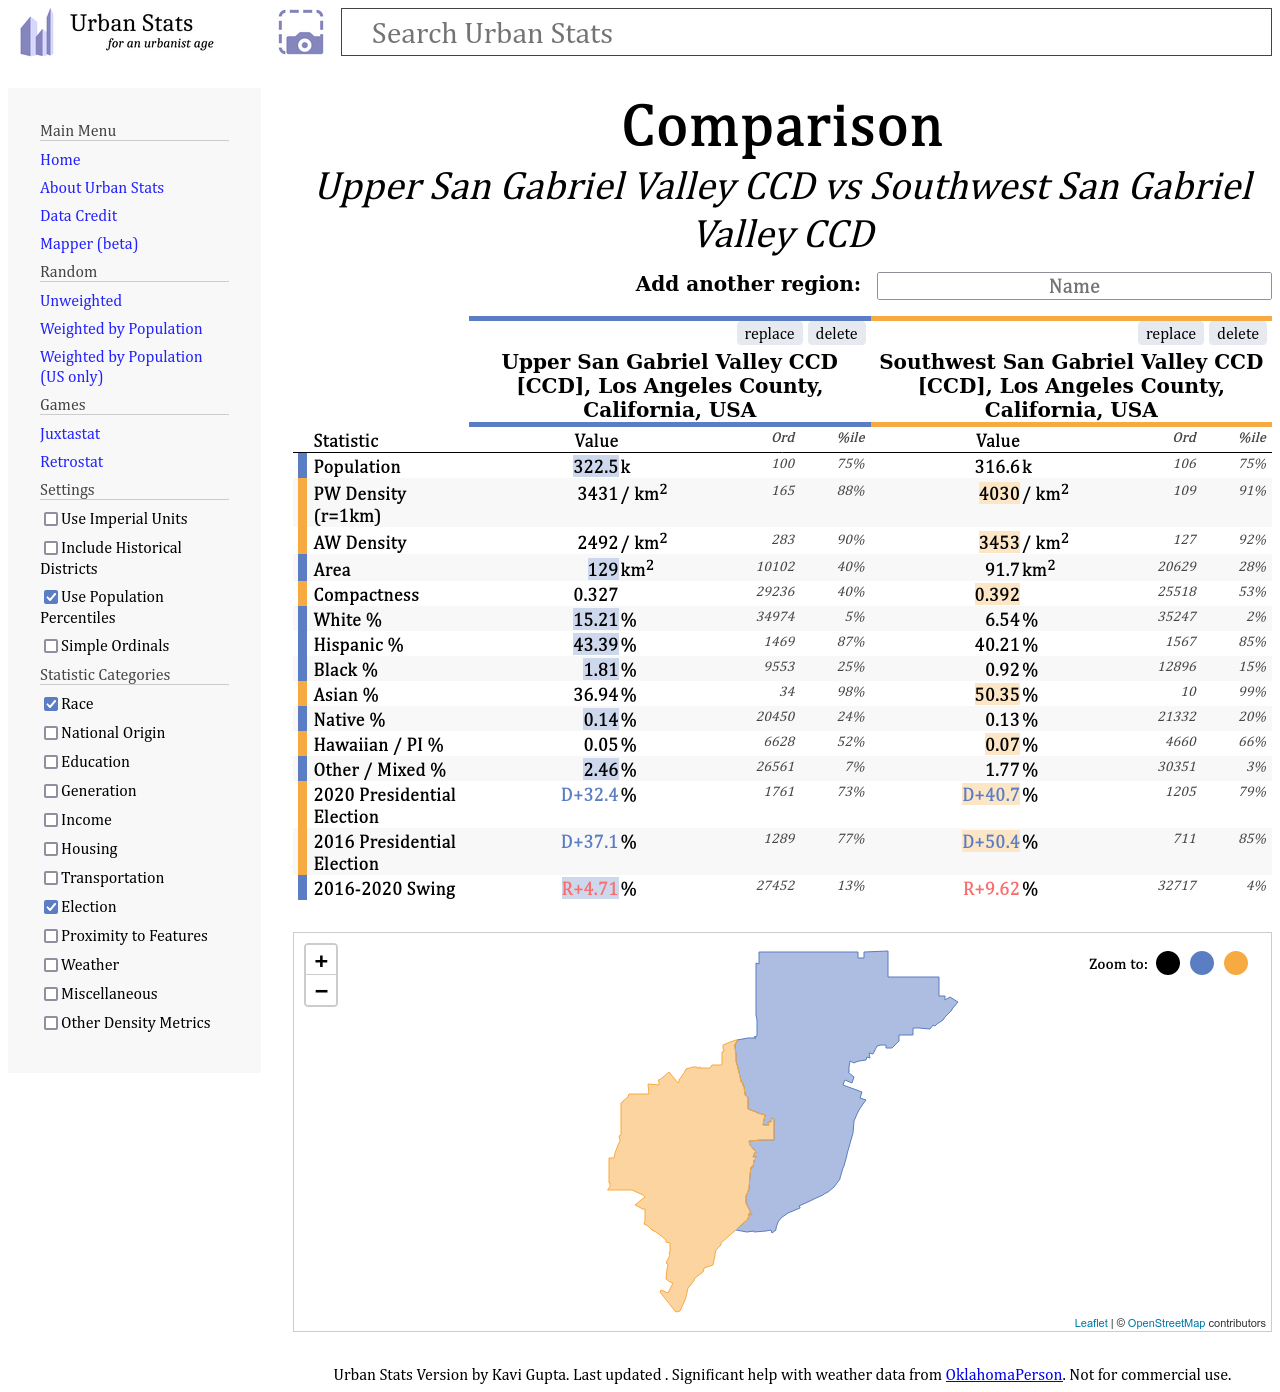 Urban Stats
for an urbanist age
Search Urban Stats
Main Menu
Home
About Urban Stats
Data Credit
Mapper (beta)
Random
Unweighted
Weighted by Population
Weighted by Population
(US only)
Games
Juxtastat
Retrostat
Settings
Use Imperial Units
Include Historical
Districts
Use Population
Percentiles
Simple Ordinals
Statistic Categories
Race
National Origin
Education
Generation
Income
Housing
Transportation
Election
Proximity to Features
Weather
Miscellaneous
Other Density Metrics
Comparison
Upper San Gabriel Valley CCD vs Southwest San Gabriel
Valley CCD
Add another region: Name
replace delete replace delete
Upper San Gabriel Valley CCD
[CCD], Los Angeles County,
California, USA
Southwest San Gabriel Valley CCD
[CCD], Los Angeles County,
California, USA
Statistic Value Ord %ile Value Ord %ile
Population 322.5k 100 75% 316.6k 106 75%
PW Density 3431 / km² 165 88% 4030 / km² 109 91%
(r=1km)
AW Density 2492 / km² 283 90% 3453 / km² 127 92%
Area 129 km² 10102 40% 91.7 km² 20629 28%
Compactness 0.327 29236 40% 0.392 25518 53%
White % 15.21% 34974 5% 6.54% 35247 2%
Hispanic % 43.39% 1469 87% 40.21% 1567 85%
Black % 1.81% 9553 25% 0.92% 12896 15%
Asian % 36.94% 34 98% 50.35% 10 99%
Native % 0.14% 20450 24% 0.13% 21332 20%
Hawaiian / PI % 0.05% 6628 52% 0.07% 4660 66%
Other / Mixed % 2.46% 26561 7% 1.77% 30351 3%
2020 Presidential D+32.4% 1761 73% D+40.7% 1205 79%
Election
2016 Presidential D+37.1% 1289 77% D+50.4% 711 85%
Election
2016-2020 Swing R+4.71% 27452 13% R+9.62% 32717 4%
+
−
Zoom to:
Leaflet | © OpenStreetMap contributors
Urban Stats Version by Kavi Gupta. Last updated . Significant help with weather data from OklahomaPerson. Not for commercial use.